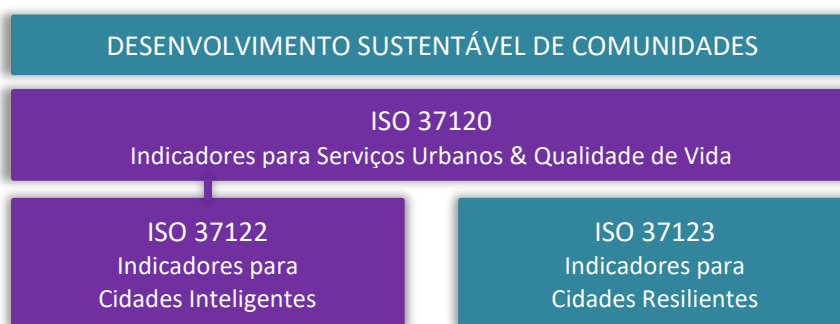 DESENVOLVIMENTO SUSTENTÁVEL DE COMUNIDADES
ISO 37120
Indicadores para Serviços Urbanos & Qualidade de Vida
ISO 37122
Indicadores para
Cidades Inteligentes
ISO 37123
Indicadores para
Cidades Resilientes